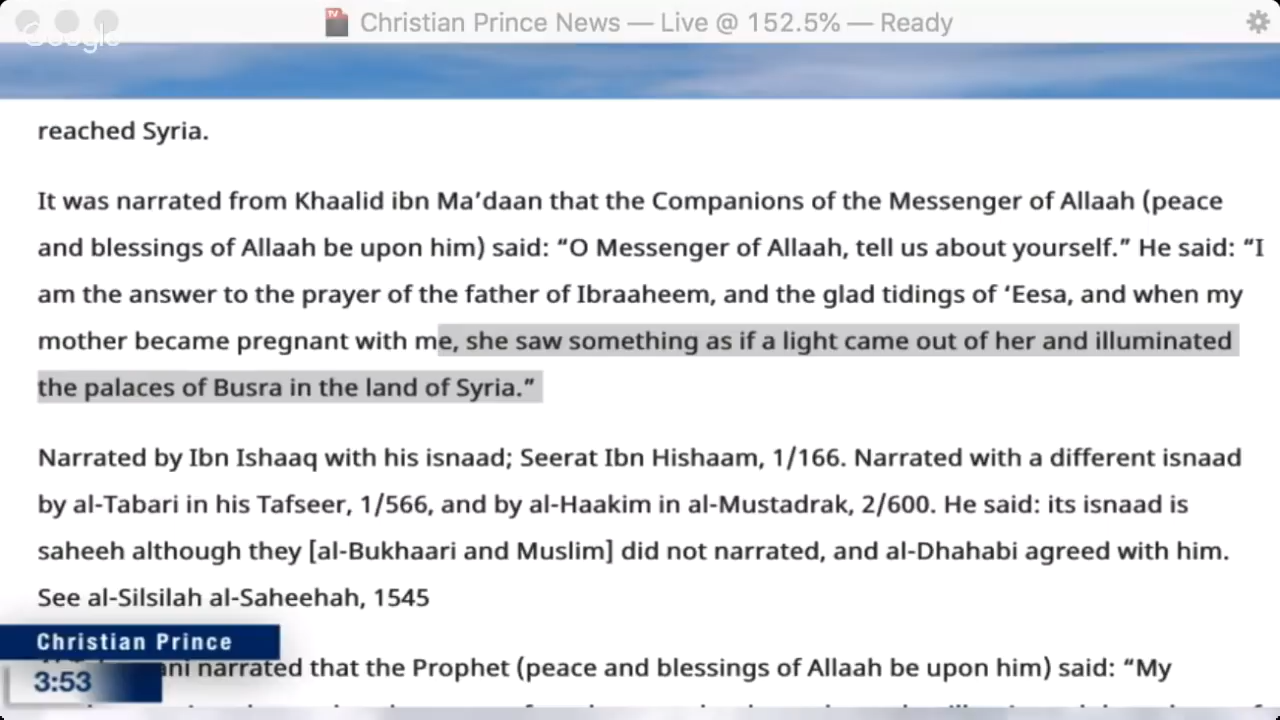 Christian Prince News — Live @ 152.5% — Ready
Google
reached Syria.
It was narrated from Khaalid ibn Ma’daan that the Companions of the Messenger of Allaah (peace
and blessings of Allaah be upon him) said: “O Messenger of Allaah, tell us about yourself.” He said: “I
am the answer to the prayer of the father of Ibraaheem, and the glad tidings of ‘Eesa, and when my
mother became pregnant with me, she saw something as if a light came out of her and illuminated
the palaces of Busra in the land of Syria.”
Narrated by Ibn Ishaaq with his isnaad; Seerat Ibn Hishaam, 1/166. Narrated with a different isnaad
by al-Tabari in his Tafseer, 1/566, and by al-Haakim in al-Mustadrak, 2/600. He said: its isnaad is
saheeh although they [al-Bukhaari and Muslim] did not narrated, and al-Dhahabi agreed with him.
See al-Silsilah al-Saheehah, 1545
Christian Prince
narrated that the Prophet (peace and blessings of Allaah be upon him) said: “My
3:53